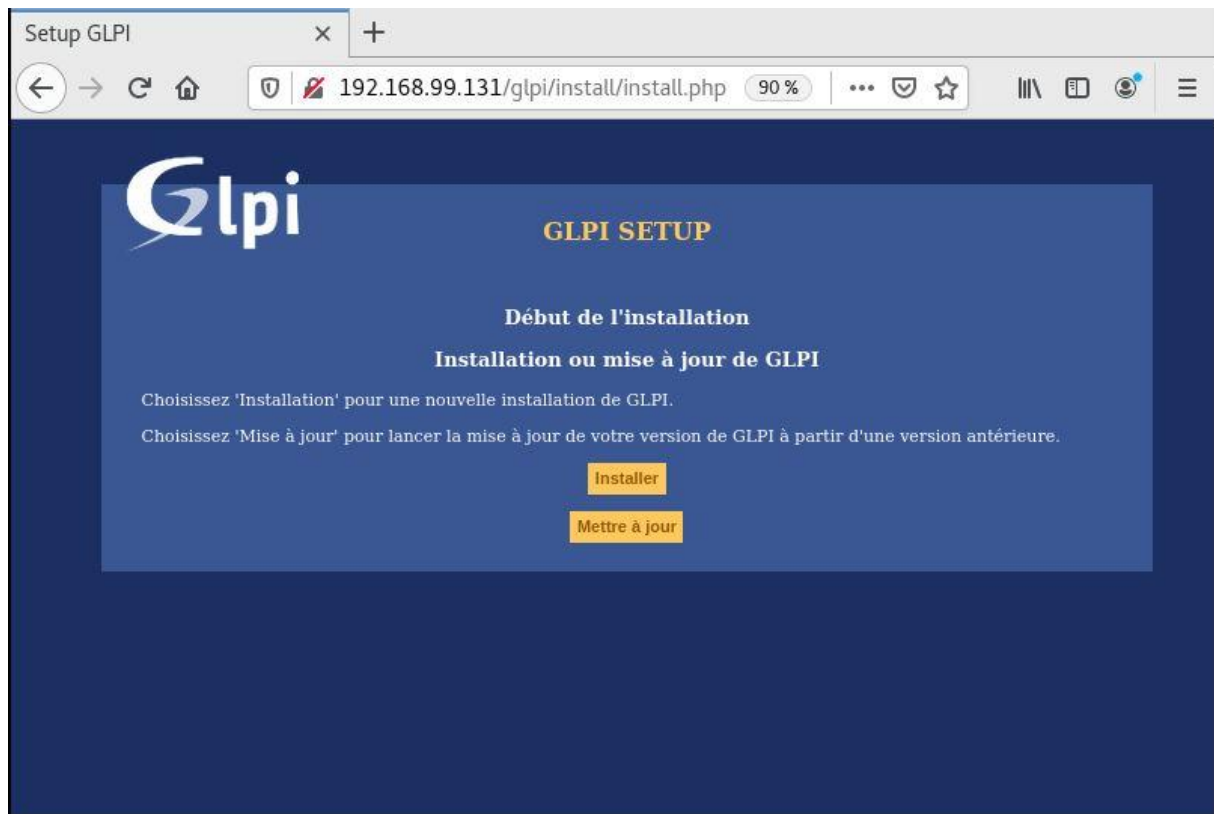 Setup GLPI
192.168.99.131/glpi/install/install.php 90 %
Glpi
GLPI SETUP
Début de l'installation
Installation ou mise à jour de GLPI
Choisissez 'Installation' pour une nouvelle installation de GLPI.
Choisissez 'Mise à jour' pour lancer la mise à jour de votre version de GLPI à partir d'une version antérieure.
Installer
Mettre à jour